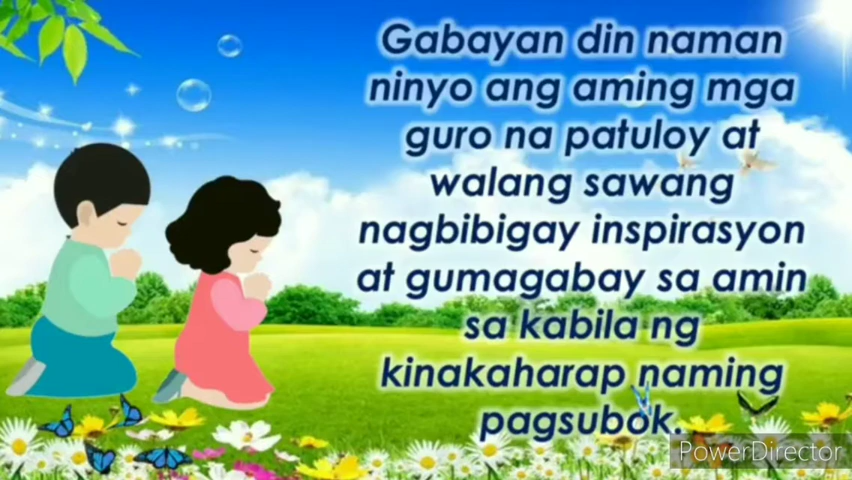 Gabayan din naman
ninyo ang aming mga
guro na patuloy at
walang sawang
nagbibigay inspirasyon
at gumagabay sa amin
sa kabila ng
kinakaharap naming
pagsubok.
PowerDirector